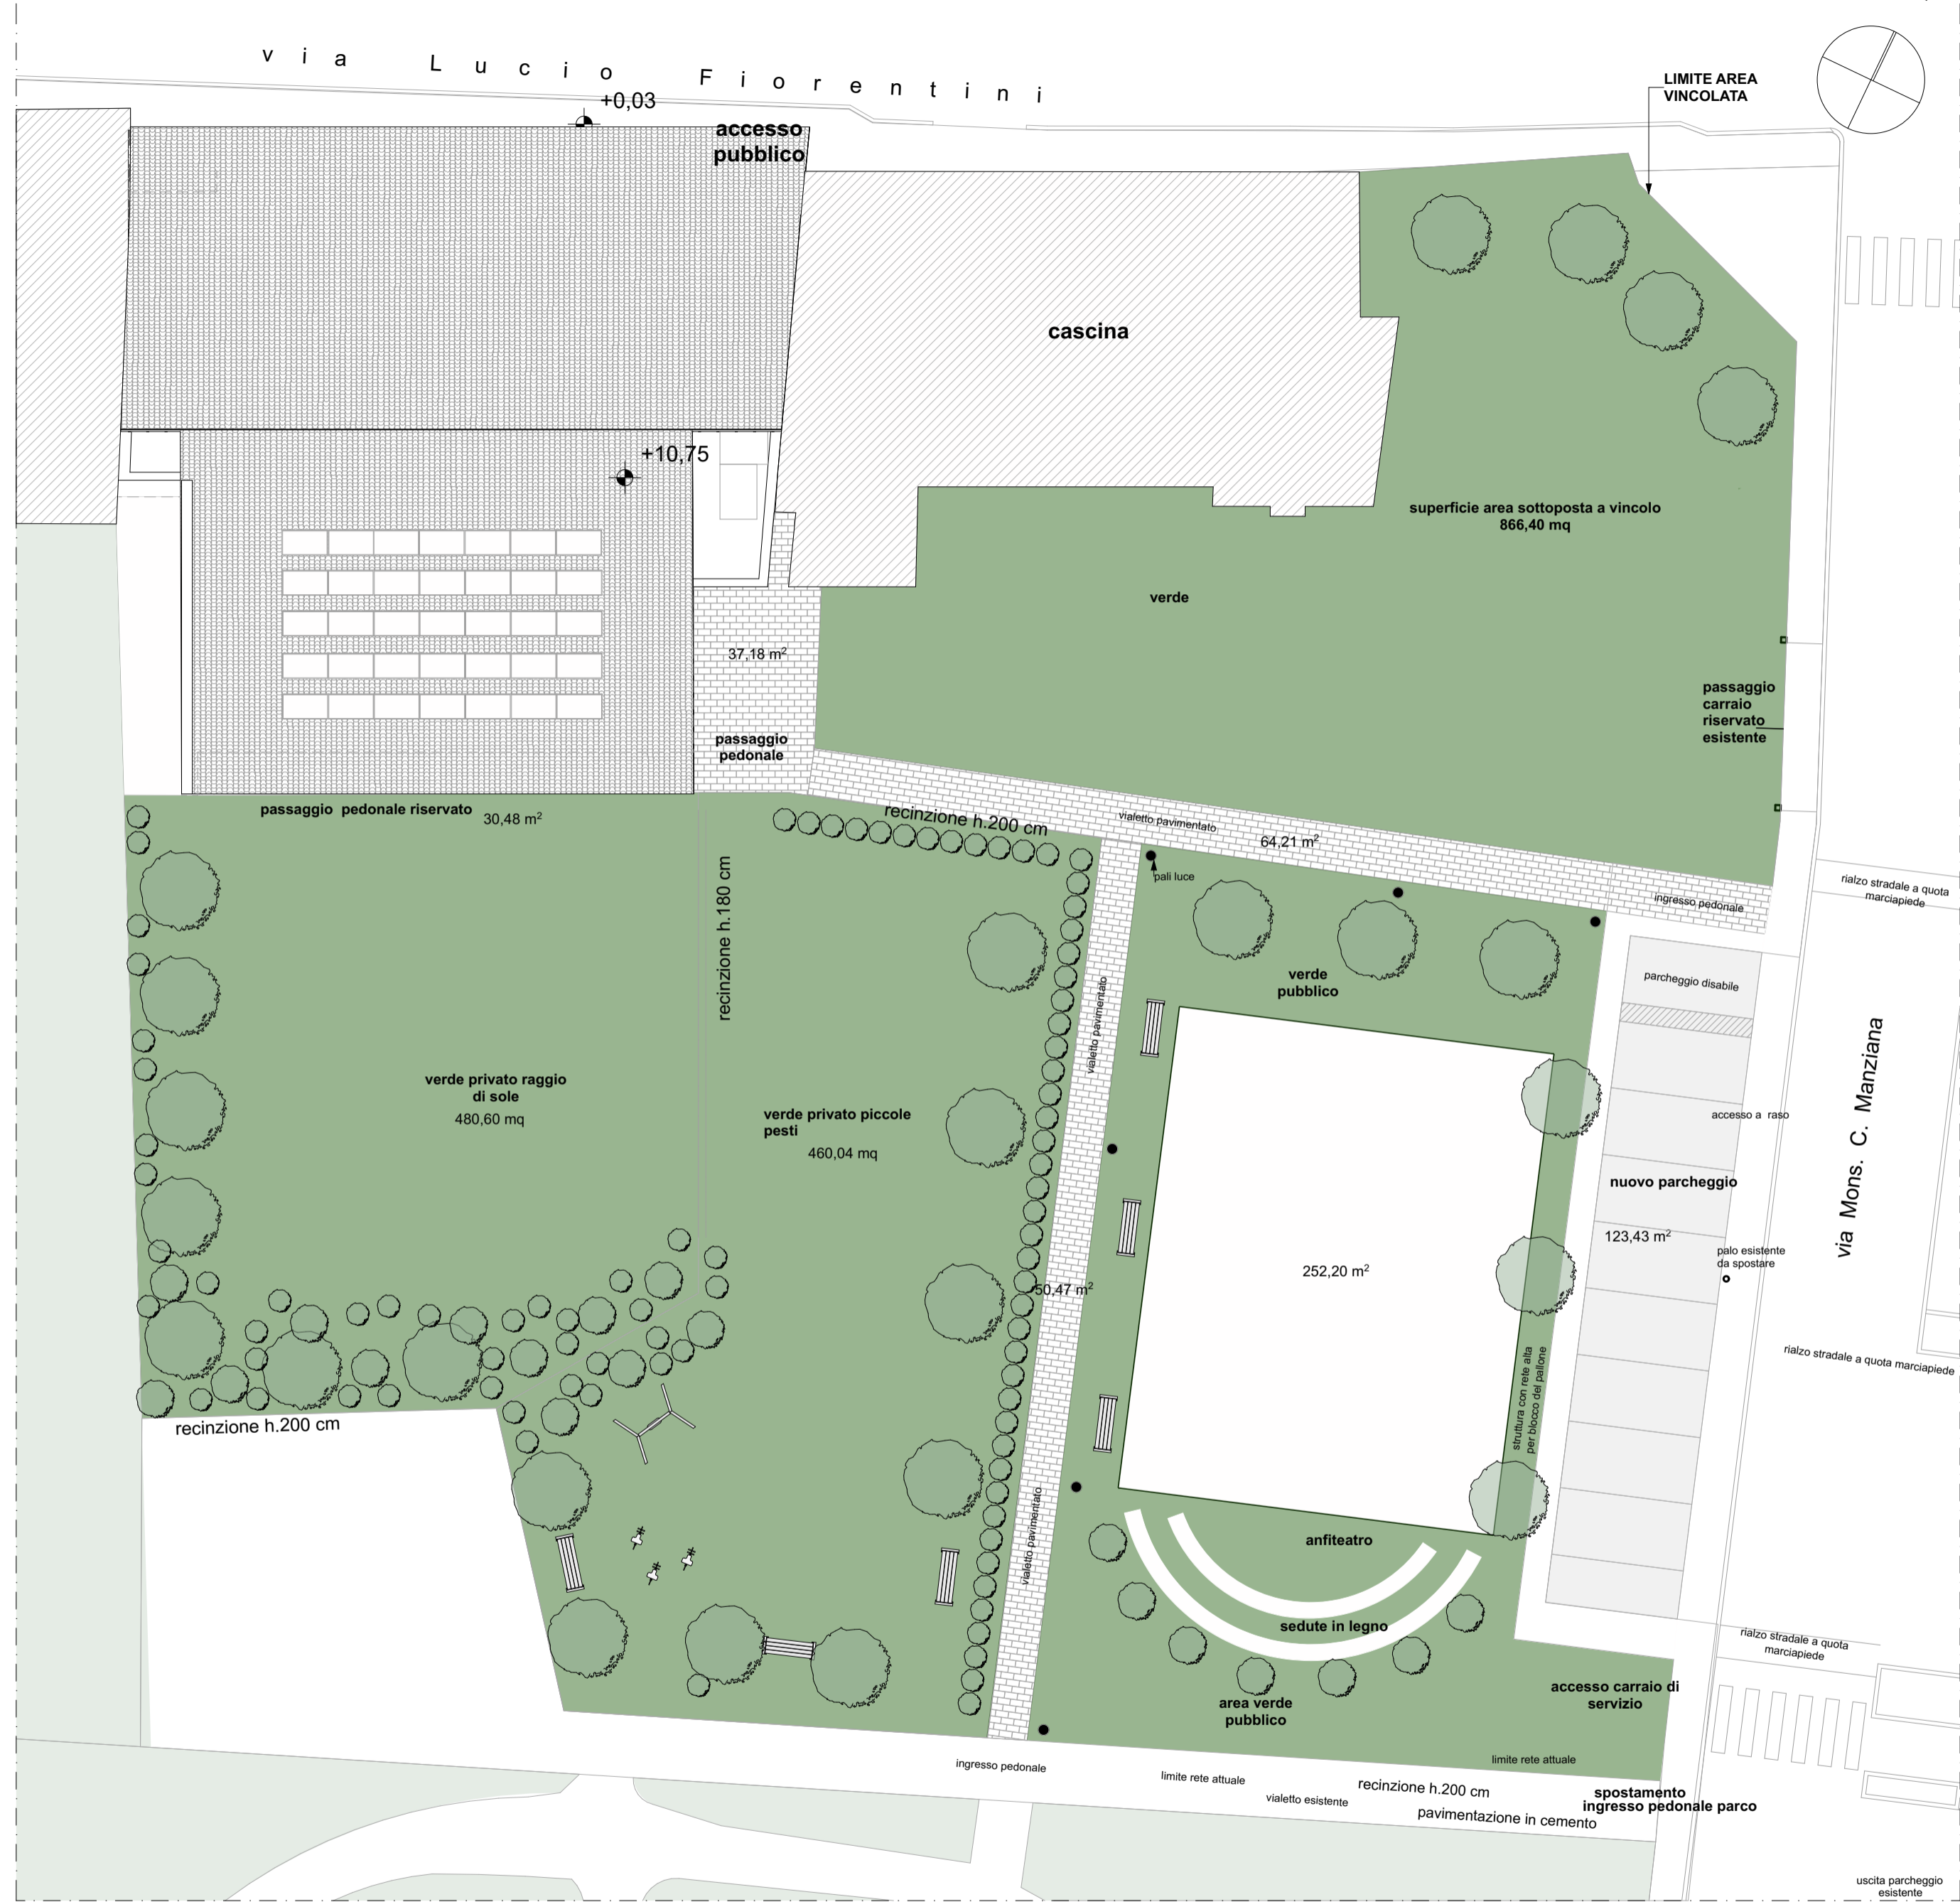 via Lucio Fiorentini
+0,03
accesso
pubblico
LIMITE AREA
VINCOLATA
cascina
+10,75
superficie area sottoposta a vincolo
866,40 mq
verde
37,18 m²
passaggio
pedonale
passaggio
carraio
riservato
esistente
passaggio pedonale riservato
30,48 m²
recinzione h.200 cm
vialetto pavimentato
64,21 m²
pali luce
ingresso pedonale
rialzo stradale a quota
marciapiede
recinzione h.180 cm
verde
pubblico
parcheggio disabile
vialetto pavimentato
via Mons. C. Manziana
verde privato raggio
di sole
480,60 mq
verde privato piccole
pesti
460,04 mq
accesso a raso
nuovo parcheggio
123,43 m²
palo esistente
da spostare
252,20 m²
50,47 m²
rialzo stradale a quota marciapiede
struttura con rete alta
per blocco del pallone
recinzione h.200 cm
vialetto pavimentato
anfiteatro
sedute in legno
rialzo stradale a quota
marciapiede
area verde
pubblico
accesso carraio di
servizio
limite rete attuale
ingresso pedonale
limite rete attuale
recinzione h.200 cm
vialetto esistente
pavimentazione in cemento
spostamento
ingresso pedonale parco
uscita parcheggio
esistente